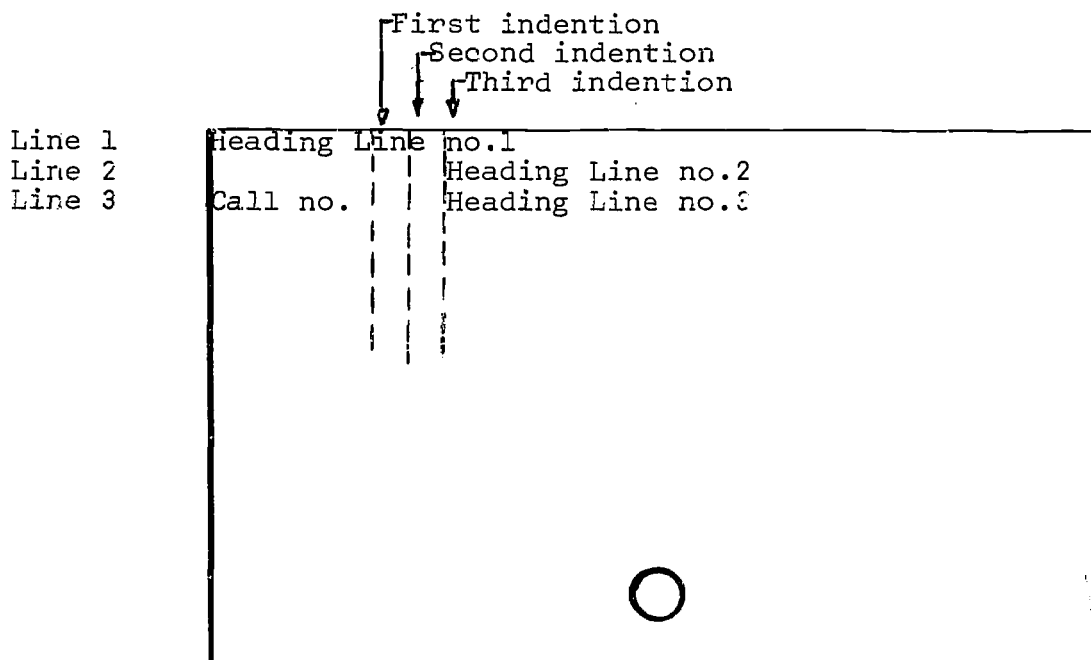 First indention
Second indention
Third indention
Line 1 Heading Line no.1
Line 2 Heading Line no.2
Line 3 Call no. Heading Line no.3